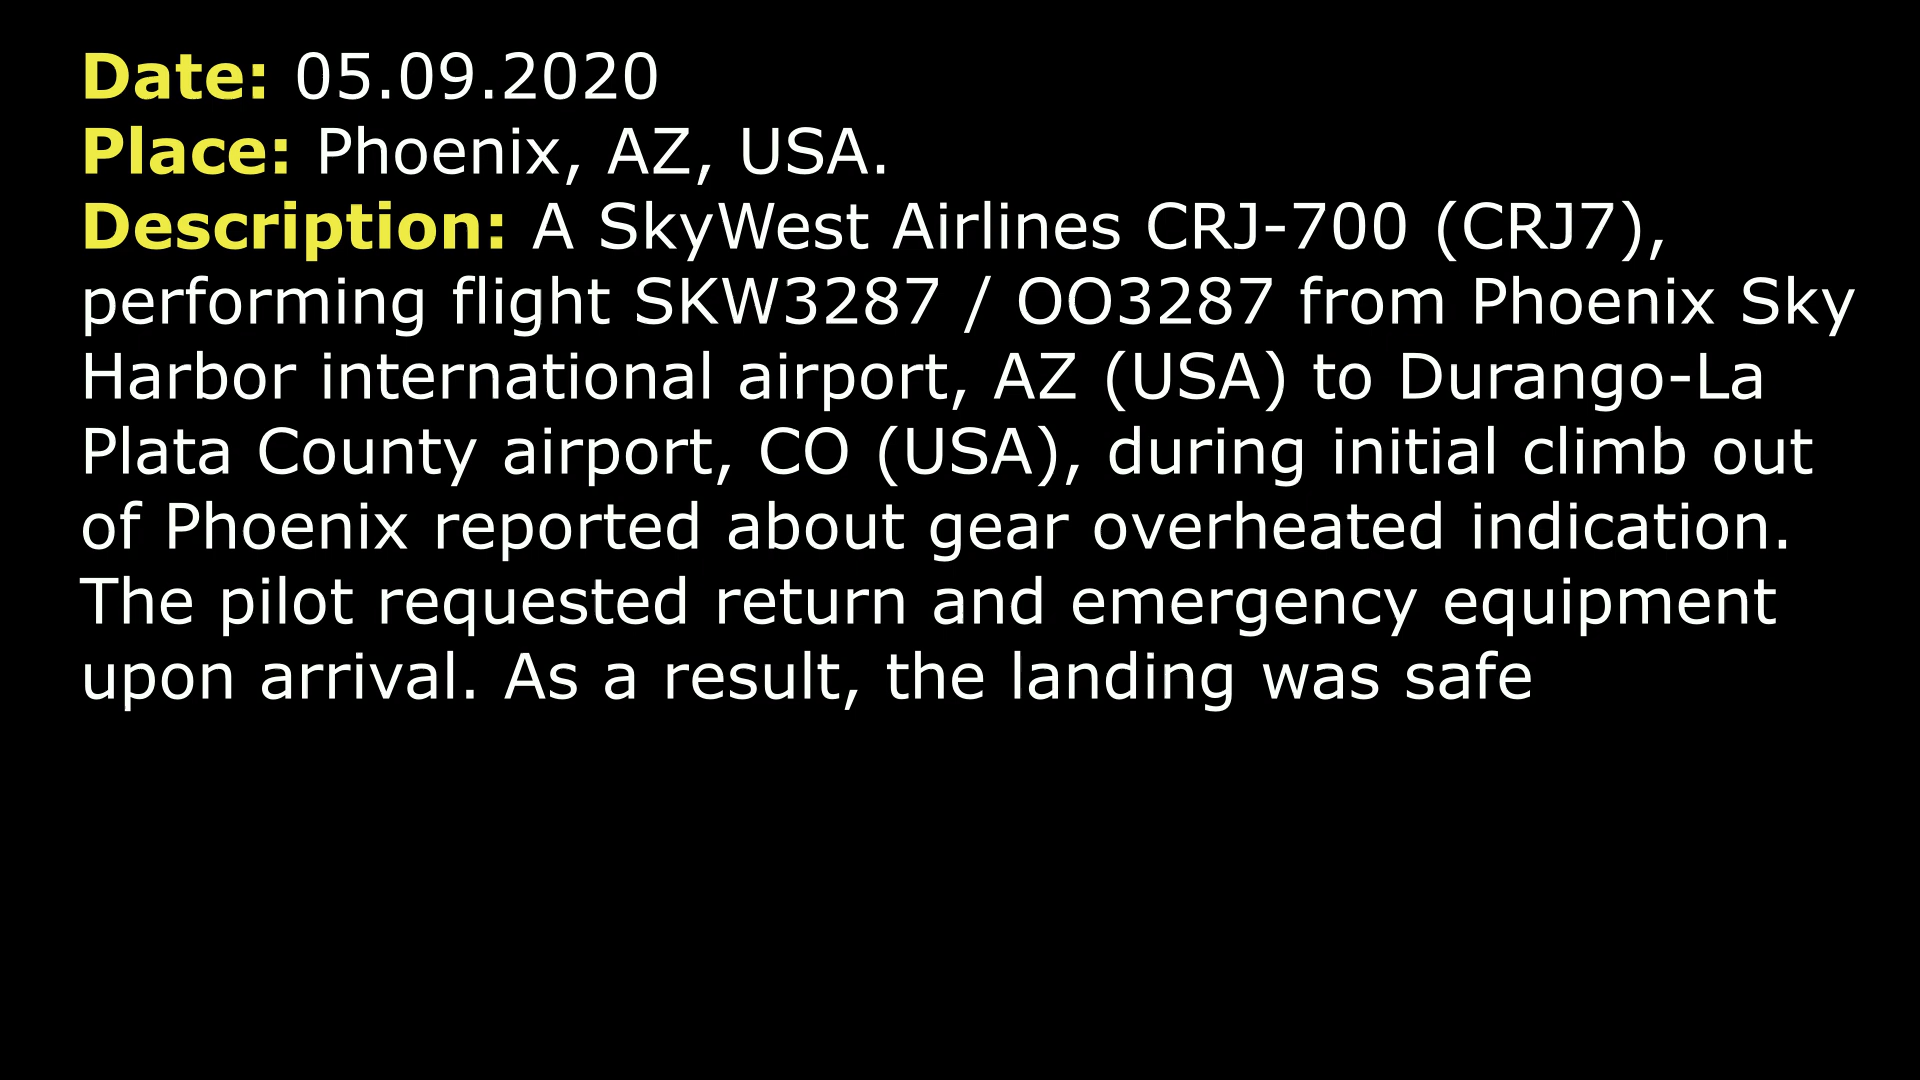 Date: 05.09.2020
Place: Phoenix, AZ, USA.
Description: A SkyWest Airlines CRJ-700 (CRJ7),
performing flight SKW3287 / OO3287 from Phoenix Sky
Harbor international airport, AZ (USA) to Durango-La
Plata County airport, CO (USA), during initial climb out
of Phoenix reported about gear overheated indication.
The pilot requested return and emergency equipment
upon arrival. As a result, the landing was safe